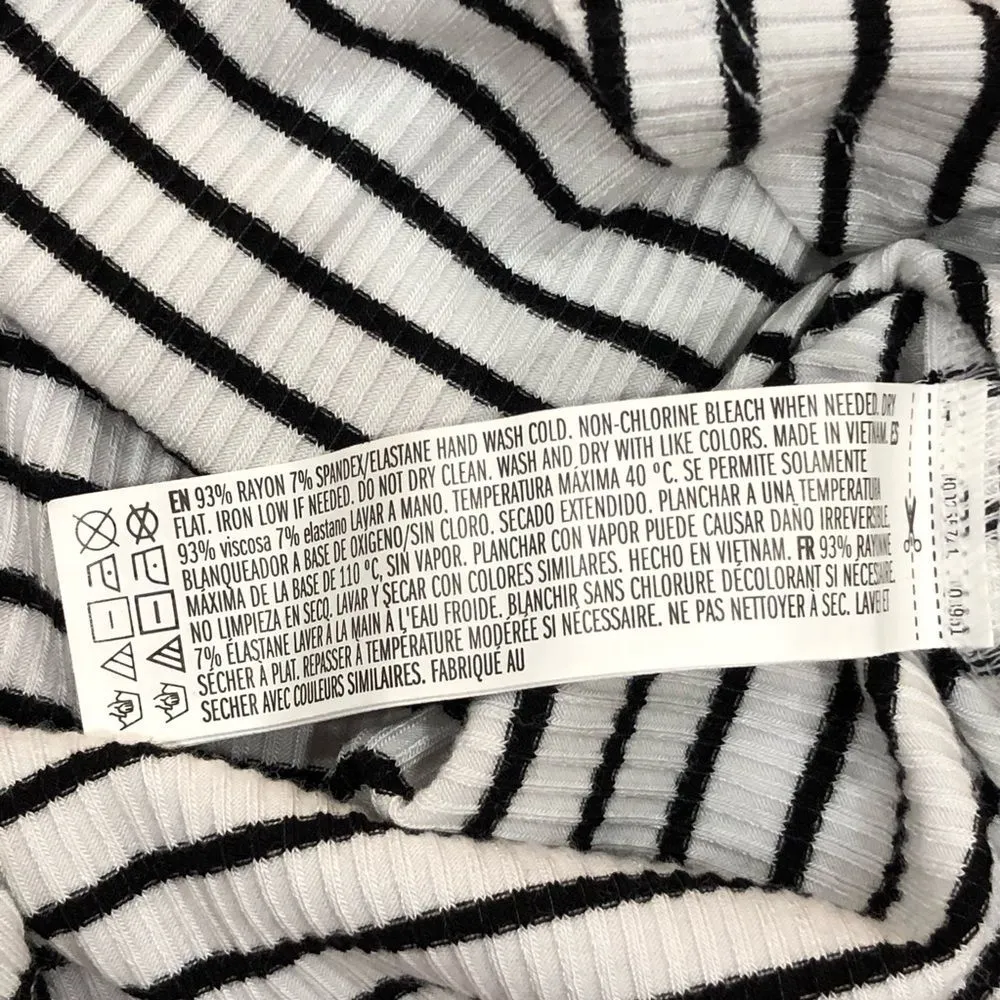 EN 93% RAYON 7% SPANDEX/ELASTANE HAND WASH COLD. NON-CHLORINE BLEACH WHEN NEEDED. DRY
FLAT. IRON LOW IF NEEDED. DO NOT DRY CLEAN. WASH AND DRY WITH LIKE COLORS. MADE IN VIETNAM. ES
93% viscosa 7% elastano LAVAR A MANO. TEMPERATURA MÁXIMA 40 °C. SE PERMITE SOLAMENTE
BLANQUEADOR A BASE DE OXIGENO/SIN CLORO. SECADO EXTENDIDO. PLANCHAR A UNA TEMPERATURA
MÁXIMA DE LA BASE DE 110 °C, SIN VAPOR. PLANCHAR CON VAPOR PUEDE CAUSAR DAÑO IRREVERSIBLE.
NO LIMPIEZA EN SECO. LAVAR Y SECAR CON COLORES SIMILARES. HECHO EN VIETNAM. FR 93% RAYONNE
7% ÉLASTANE LAVER À LA MAIN À L'EAU FROIDE. BLANCHIR SANS CHLORURE DÉCOLORANT SI NÉCESSAIRE.
SÉCHER À PLAT. REPASSER À TEMPÉRATURE MODÉRÉE SI NÉCESSAIRE. NE PAS NETTOYER À SEC. LAVER ET
SECHER AVEC COULEURS SIMILAIRES. FABRIQUÉ AU